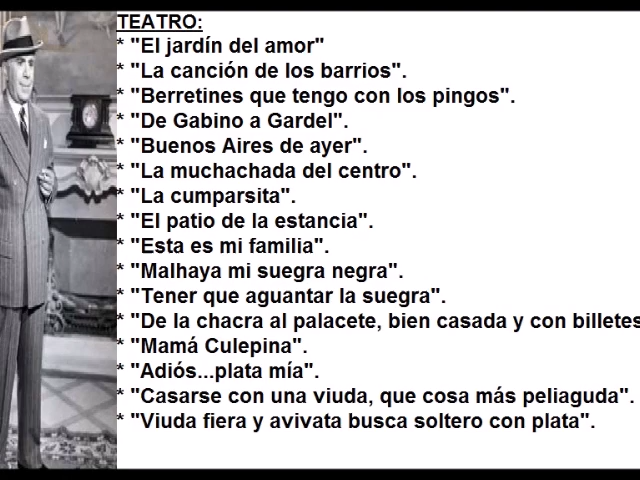 TEATRO:
* "El jardín del amor"
* "La canción de los barrios".
* "Berretines que tengo con los pingos".
* "De Gabino a Gardel".
* "Buenos Aires de ayer".
* "La muchachada del centro".
* "La cumparsita".
* "El patio de la estancia".
* "Esta es mi familia".
* "Malhaya mi suegra negra".
* "Tener que aguantar la suegra".
* "De la chacra al palacete, bien casada y con billetes
* "Mamá Culepina".
* "Adiós...plata mía".
* "Casarse con una viuda, que cosa más peliaguda".
* "Viuda fiera y avivata busca soltero con plata".